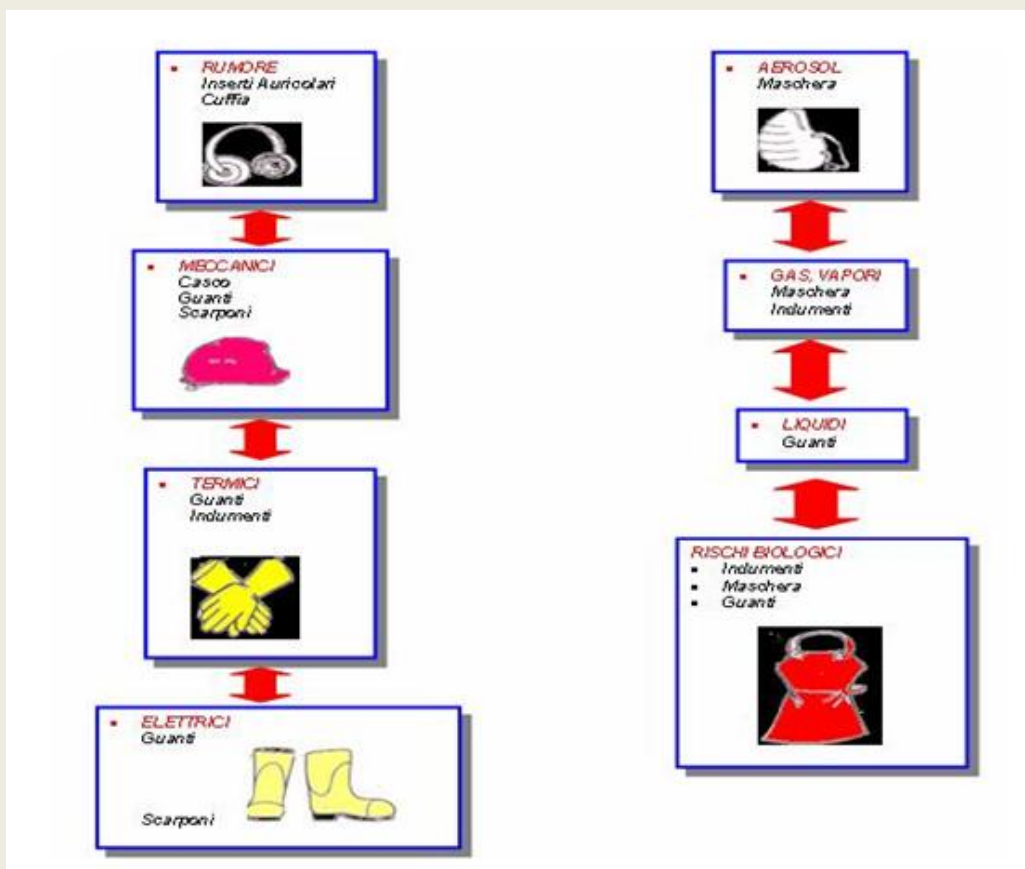 ▪ RUMORE
Inserti Auricolari
Cuffia
▪ MECCANICI
Casco
Guanti
Scarponi
▪ TERMICI
Guanti
Indumenti
▪ ELETTRICI
Guanti
Scarponi
▪ AEROSOL
Maschera
▪ GAS, VAPORI
Maschera
Indumenti
▪ LIQUIDI
Guanti
RISCHI BIOLOGICI
▪ Indumenti
▪ Maschera
▪ Guanti